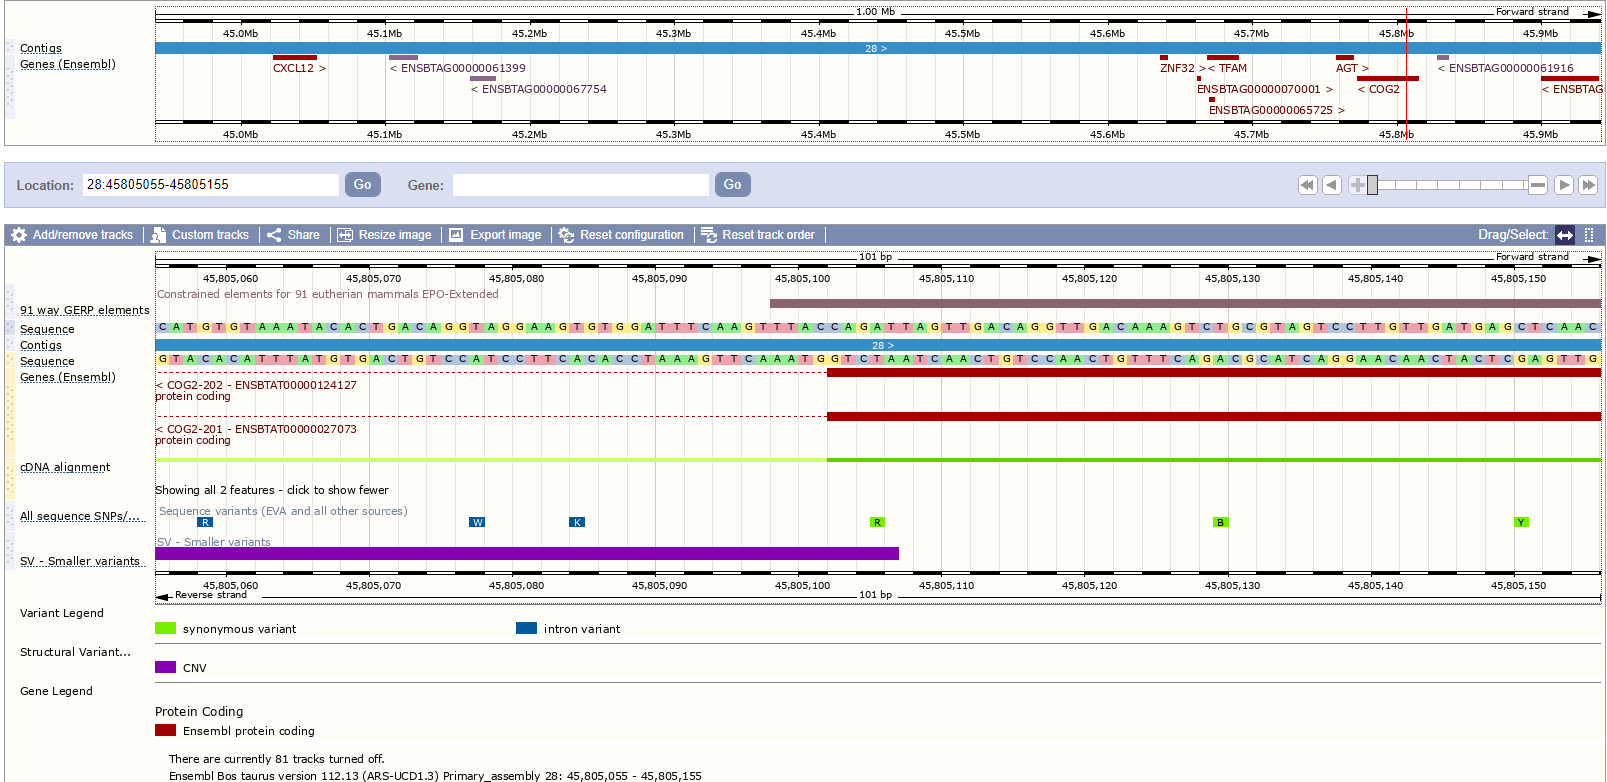 1.00 Mb
Forward strand
45.0Mb 45.1Mb 45.2Mb 45.3Mb 45.4Mb 45.5Mb 45.6Mb 45.7Mb 45.8Mb 45.9Mb
Contigs 28 >
Genes (Ensembl)
CXCL12 > < ENSBTAG00000061399 ZNF32 > < TFAM AGT > < ENSBTAG00000061916
< ENSBTAG00000067754 ENSBTAG00000070001 > < COG2 < ENSBTAG
ENSBTAG00000065725 >
45.0Mb 45.1Mb 45.2Mb 45.3Mb 45.4Mb 45.5Mb 45.6Mb 45.7Mb 45.8Mb 45.9Mb
Location: 28:45805055-45805155 Go Gene: Go
Add/remove tracks Custom tracks Share Resize image Export image Reset configuration Reset track order Drag/Select:
101 bp Forward strand
45,805,060 45,805,070 45,805,080 45,805,090 45,805,100 45,805,110 45,805,120 45,805,130 45,805,140 45,805,150
Constrained elements for 91 eutherian mammals EPO-Extended
91 way GERP elements
Sequence C A T G T G T A A A T A C A C T G A C A G G T A G G A A G T G T G G A T T T C A A G T T T A C C A G A T T A G T T G A C A G G T T G A C A A A G T C T G C G T A G T C C T T G T T G A T G A G C T C A A C
Contigs 28 >
Sequence G T A C A C A T T T A T G T G A C T G T C C A T C C T T C A C A C C T A A A G T T C A A A T G G T C T A A T C A A C T G T C C A A C T G T T T C A G A C G C A T C A G G A A C A A C T A C T C G A G T T G
Genes (Ensembl)
< COG2-202 - ENSBTAT00000124127
protein coding
< COG2-201 - ENSBTAT00000027073
protein coding
cDNA alignment
Showing all 2 features - click to show fewer
Sequence variants (EVA and all other sources)
All sequence SNPs/... R W K R B Y
SV - Smaller variants
SV - Smaller variants
45,805,060 45,805,070 45,805,080 45,805,090 45,805,100 45,805,110 45,805,120 45,805,130 45,805,140 45,805,150
Reverse strand 101 bp
Variant Legend
synonymous variant intron variant
Structural Variant...
CNV
Gene Legend
Protein Coding
Ensembl protein coding
There are currently 81 tracks turned off.
Ensembl Bos taurus version 112.13 (ARS-UCD1.3) Primary_assembly 28: 45,805,055 - 45,805,155